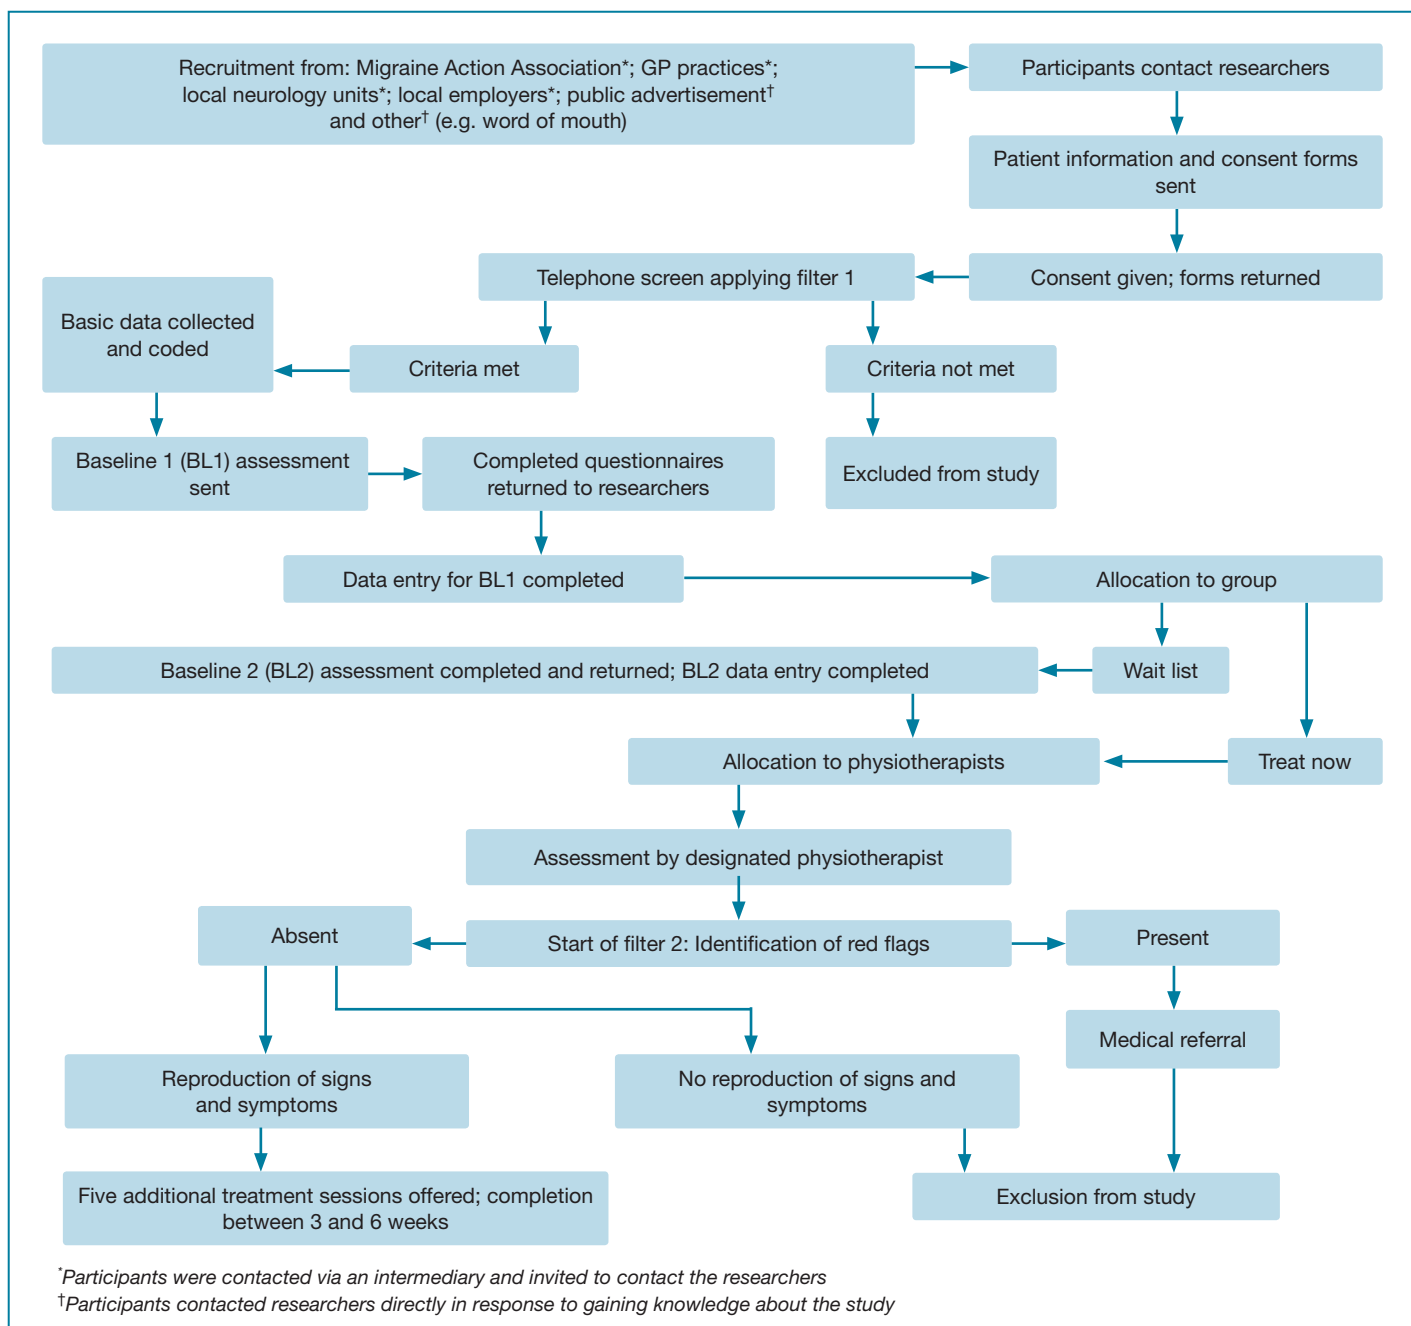 Recruitment from: Migraine Action Association*; GP practices*;
local neurology units*; local employers*; public advertisement†
and other† (e.g. word of mouth)
Participants contact researchers
Patient information and consent forms
sent
Consent given; forms returned
Telephone screen applying filter 1
Basic data collected
and coded
Criteria met
Criteria not met
Baseline 1 (BL1) assessment
sent
Completed questionnaires
returned to researchers
Excluded from study
Data entry for BL1 completed
Allocation to group
Baseline 2 (BL2) assessment completed and returned; BL2 data entry completed
Wait list
Allocation to physiotherapists
Treat now
Assessment by designated physiotherapist
Absent
Start of filter 2: Identification of red flags
Present
Medical referral
Reproduction of signs
and symptoms
No reproduction of signs and
symptoms
Five additional treatment sessions offered; completion
between 3 and 6 weeks
Exclusion from study
*Participants were contacted via an intermediary and invited to contact the researchers
†Participants contacted researchers directly in response to gaining knowledge about the study